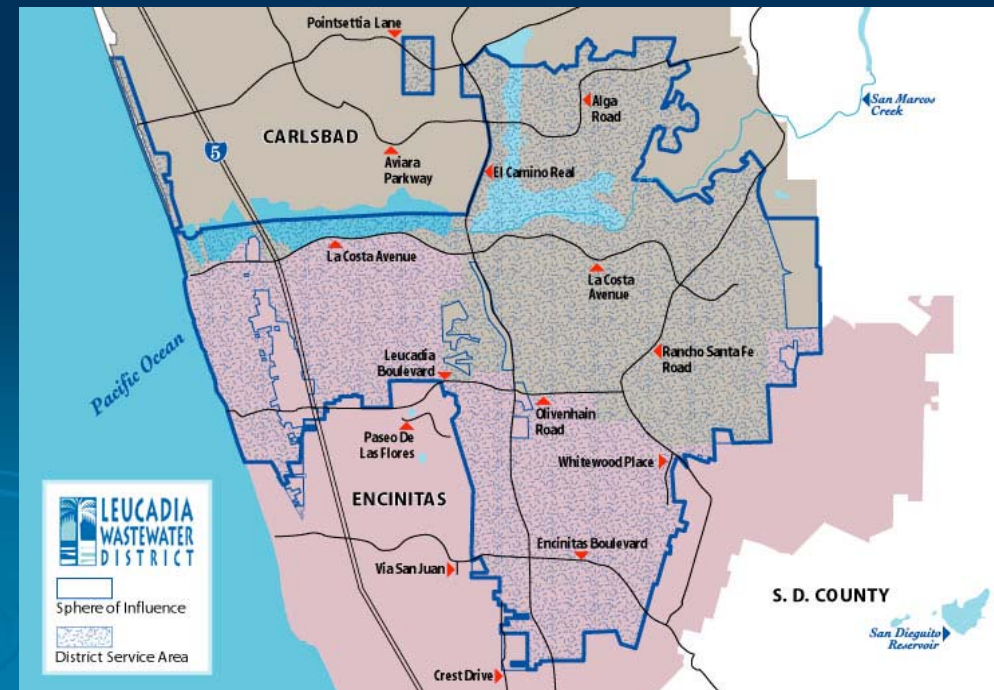 Pointsettia Lane
Alga
Road
San Marcos
Creek
CARLSBAD
5
Aviara
Parkway
El Camino Real
La Costa Avenue
La Costa
Avenue
Pacific Ocean
Leucadia
Boulevard
Rancho Santa Fe
Road
Olivenhain
Road
Paseo De
Las Flores
Whitewood Place
ENCINITAS
LEUCADIA
WASTEWATER
DISTRICT
Sphere of Influence
District Service Area
Encinitas Boulevard
Via San Juan
S. D. COUNTY
San Dieguito
Reservoir
Crest Drive